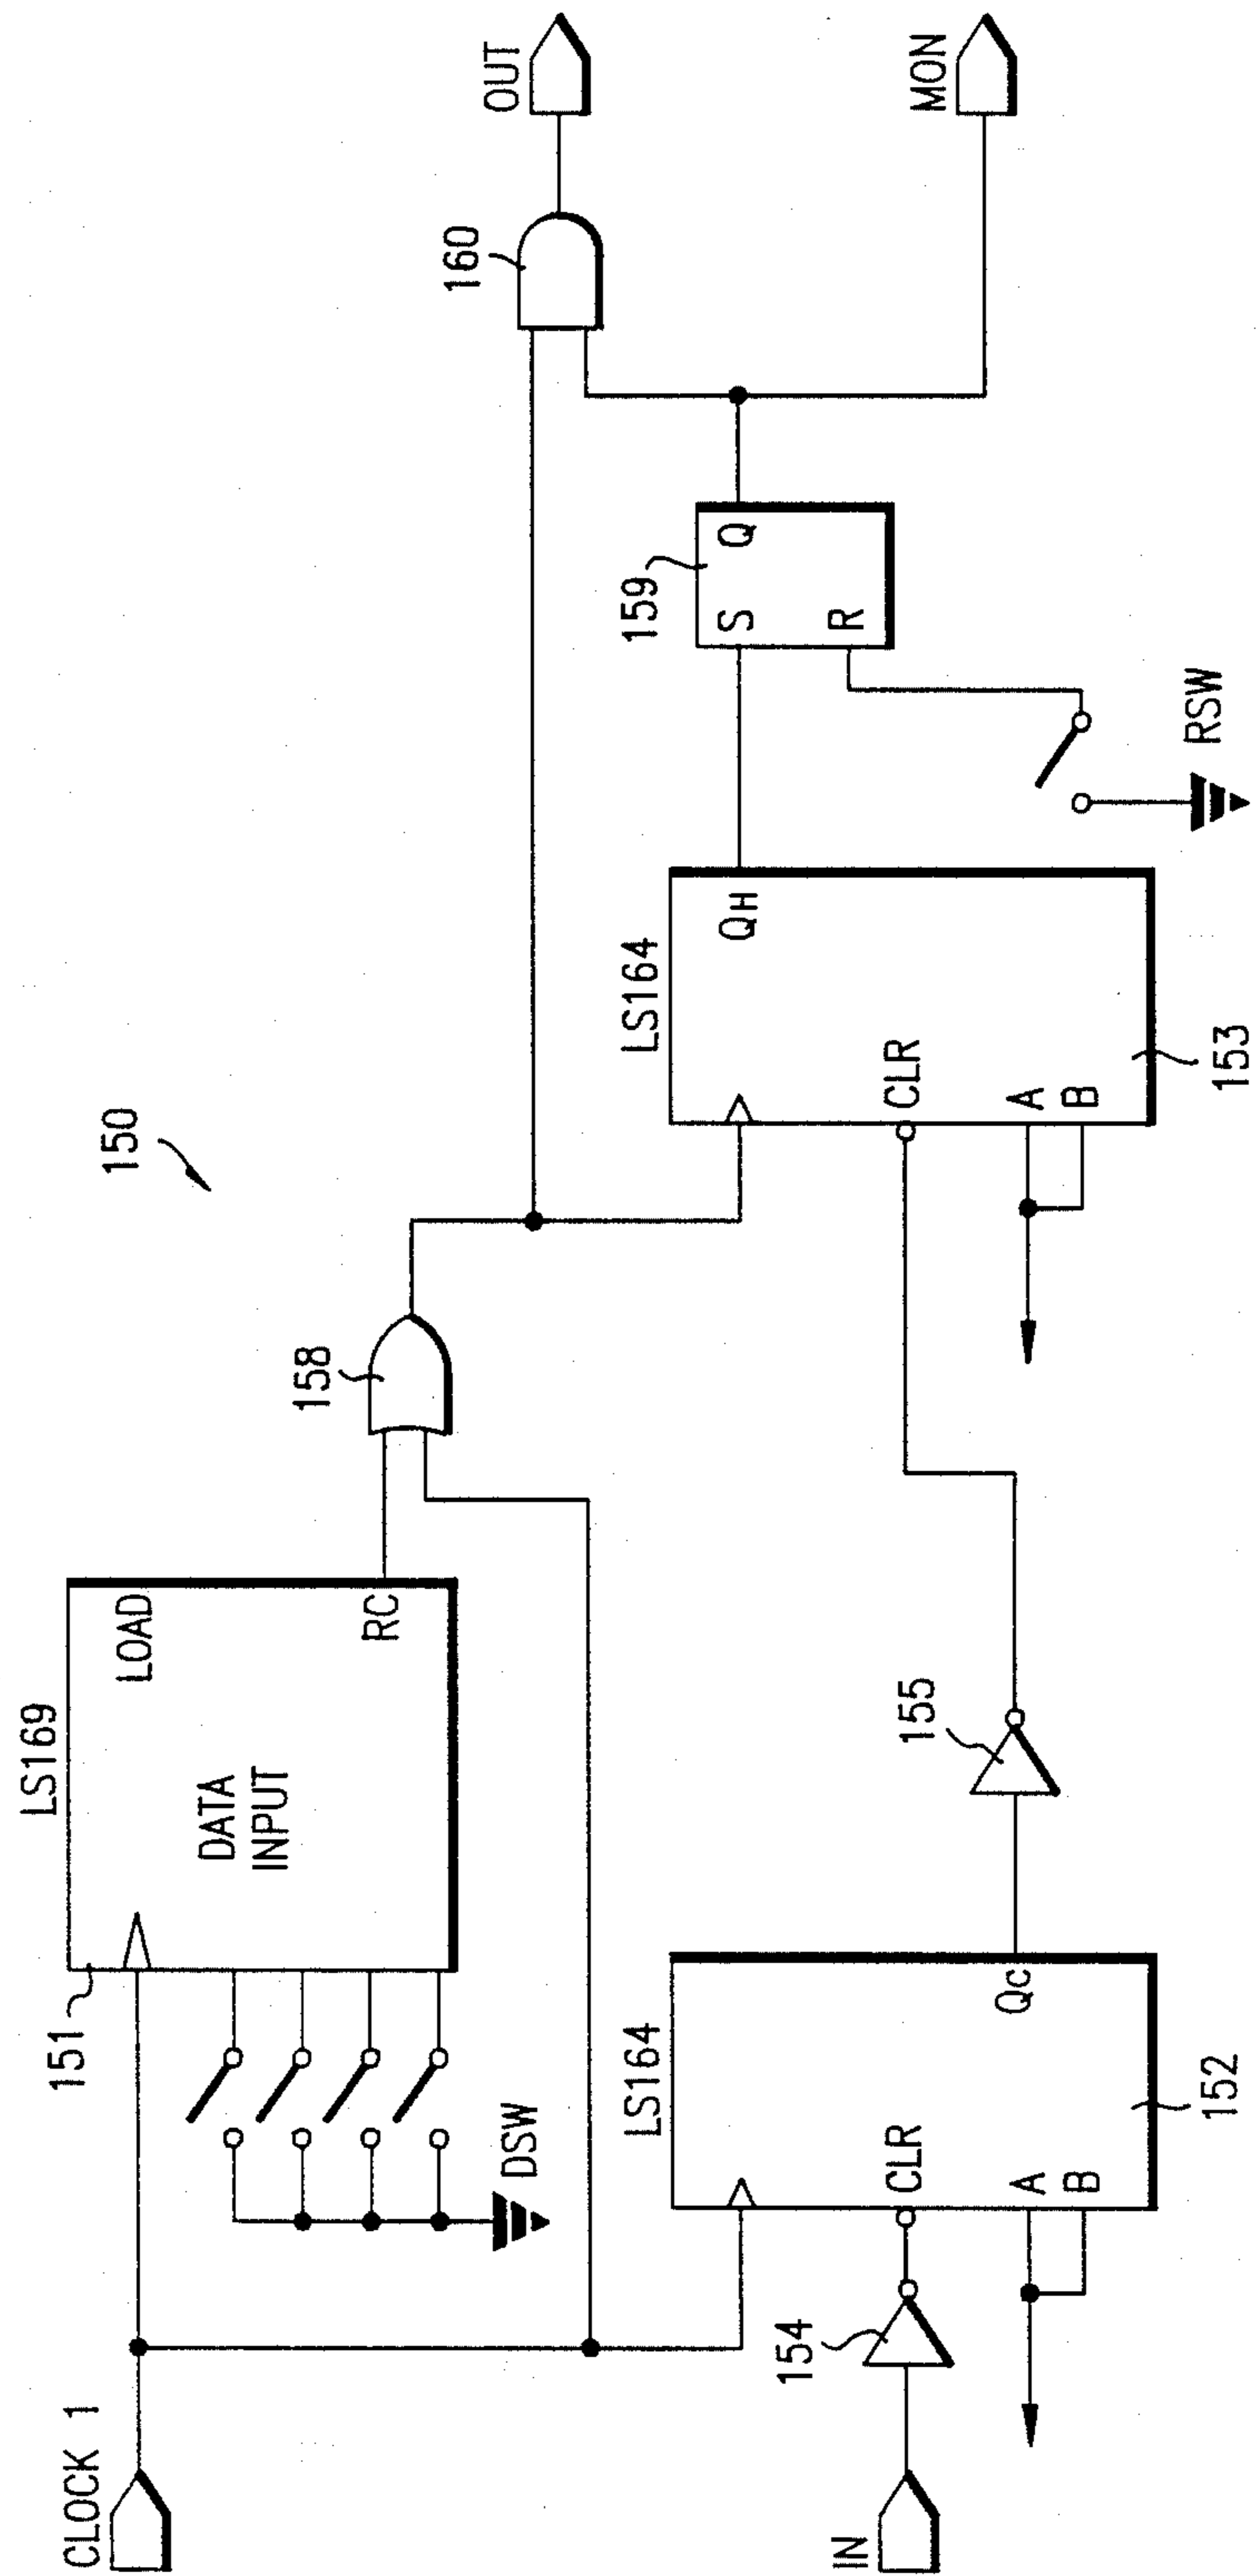 150
CLOCK 1
151
LS169
DATA
INPUT
LOAD
RC
DSW
158
160
OUT
IN
154
LS164
CLR
A
B
QC
152
155
LS164
CLR
A
B
QH
153
159
S
R
Q
RSW
MON